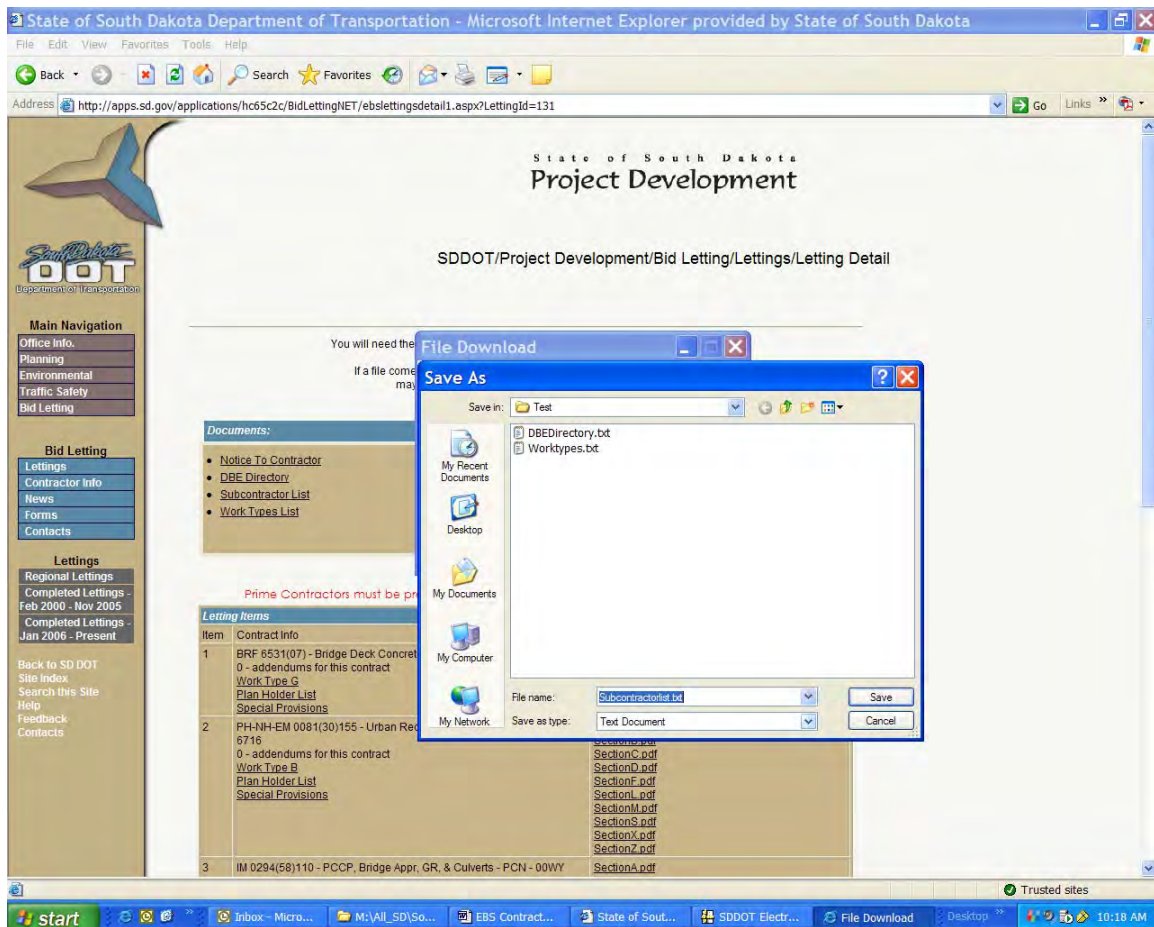 State of South Dakota Department of Transportation - Microsoft Internet Explorer provided by State of South Dakota
File Edit View Favorites Tools Help
Back Search Favorites
Address http://apps.sd.gov/applications/hc65c2c/BidLettingNET/ebslettingsdetail1.aspx?LettingId=131 Go Links »
State of South Dakota
Project Development
South Dakota
DOT
Department of Transportation
SDDOT/Project Development/Bid Letting/Lettings/Letting Detail
Main Navigation
Office Info.
Planning
Environmental
Traffic Safety
Bid Letting
Bid Letting
Lettings
Contractor Info
News
Forms
Contacts
Lettings
Regional Lettings
Completed Lettings -
Feb 2000 - Nov 2005
Completed Lettings -
Jan 2006 - Present
Back to SD DOT
Site Index
Search this Site
Help
Feedback
Contacts
You will need the
If a file come
may
Documents:
Notice To Contractor
DBE Directory
Subcontractor List
Work Types List
Prime Contractors must be pr
Letting Items
Item Contract Info
1 BRF 6531(07) - Bridge Deck Concret
0 - addendums for this contract
Work Type G
Plan Holder List
Special Provisions
2 PH-NH-EM 0081(30)155 - Urban Rec
6716
0 - addendums for this contract
Work Type B
Plan Holder List
Special Provisions
SectionC.pdf
SectionD.pdf
SectionF.pdf
SectionL.pdf
SectionM.pdf
SectionS.pdf
SectionX.pdf
SectionZ.pdf
3 IM 0294(58)110 - PCCP, Bridge Appr, GR, & Culverts - PCN - 00WY SectionA.pdf
File Download
Save As
Save in: Test
DBEDirectory.txt
Worktypes.txt
My Recent
Documents
Desktop
My Documents
My Computer
My Network
File name: Subcontractorlist.txt Save
Save as type: Text Document Cancel
Trusted sites
start » Inbox - Micro... M:\All_SD\So... EBS Contract... State of Sout... SDDOT Electr... File Download Desktop » 10:18 AM